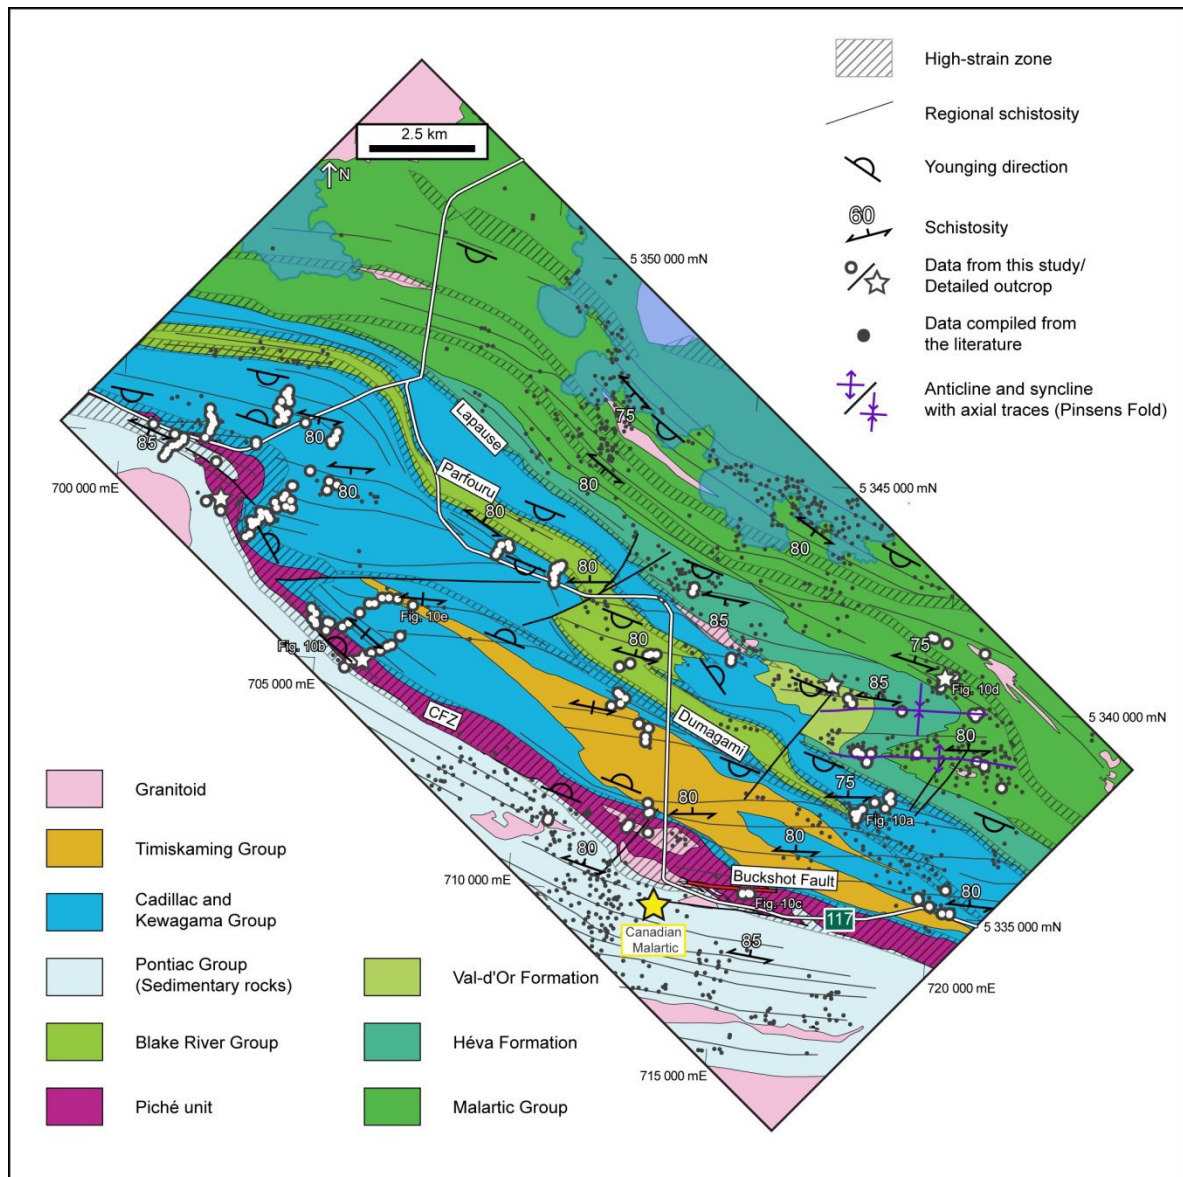 High-strain zone
2.5 km
Regional schistosity
N
Younging direction
60
Schistosity
5 350 000 mN
Data from this study/
Detailed outcrop
Data compiled from
the literature
Anticline and syncline
with axial traces (Pinsens Fold)
75
Lapause
85
80
Parfouru
80
80
5 345 000 mN
700 000 mE
80
80
80
85
Fig. 10e
80
75
Fig. 10b
85
Fig. 10d
705 000 mE
CFZ
Dumagami
5 340 000 mN
80
75
Fig. 10a
80
80
80
Granitoid
Timiskaming Group
710 000 mE
Buckshot Fault
80
Fig. 10c
117
5 335 000 mN
Canadian
Malartic
85
Cadillac and
Kewagama Group
Pontiac Group
(Sedimentary rocks)
Val-d'Or Formation
720 000 mE
Blake River Group
Héva Formation
715 000 mE
Piché unit
Malartic Group